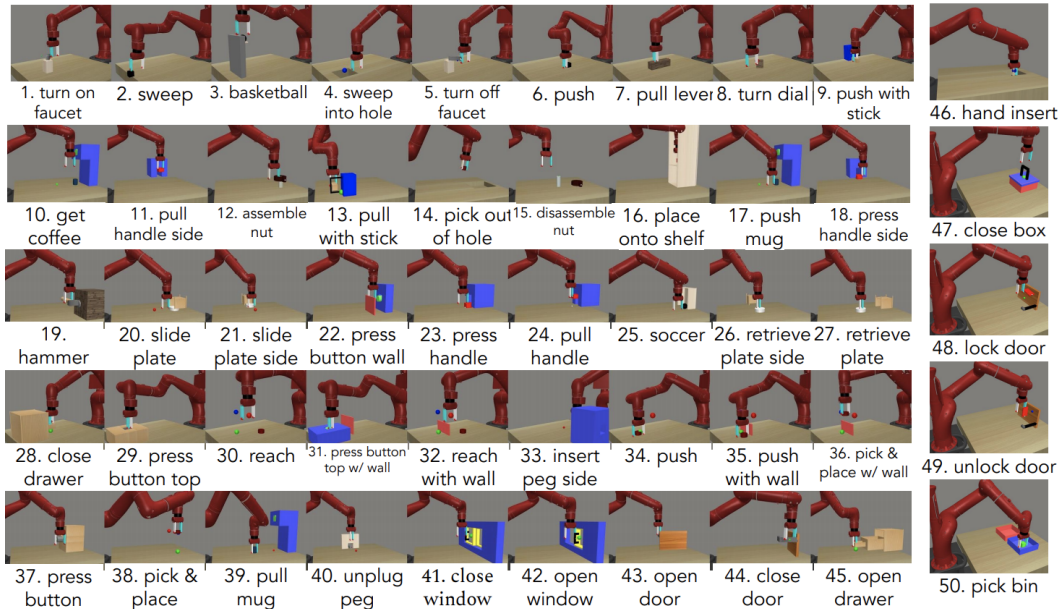 1. turn on
faucet
2. sweep
3. basketball
4. sweep
into hole
5. turn off
faucet
6. push
7. pull lever
8. turn dial
9. push with
stick
10. get
coffee
11. pull
handle side
12. assemble
nut
13. pull
with stick
14. pick out
of hole
15. disassemble
nut
16. place
onto shelf
17. push
mug
18. press
handle side
19.
hammer
20. slide
plate
21. slide
plate side
22. press
button wall
23. press
handle
24. pull
handle
25. soccer
26. retrieve
plate side
27. retrieve
plate
28. close
drawer
29. press
button top
30. reach
31. press button
top w/ wall
32. reach
with wall
33. insert
peg side
34. push
35. push
with wall
36. pick &
place w/ wall
37. press
button
38. pick &
place
39. pull
mug
40. unplug
peg
41. close
window
42. open
window
43. open
door
44. close
door
45. open
drawer
46. hand insert
47. close box
48. lock door
49. unlock door
50. pick bin